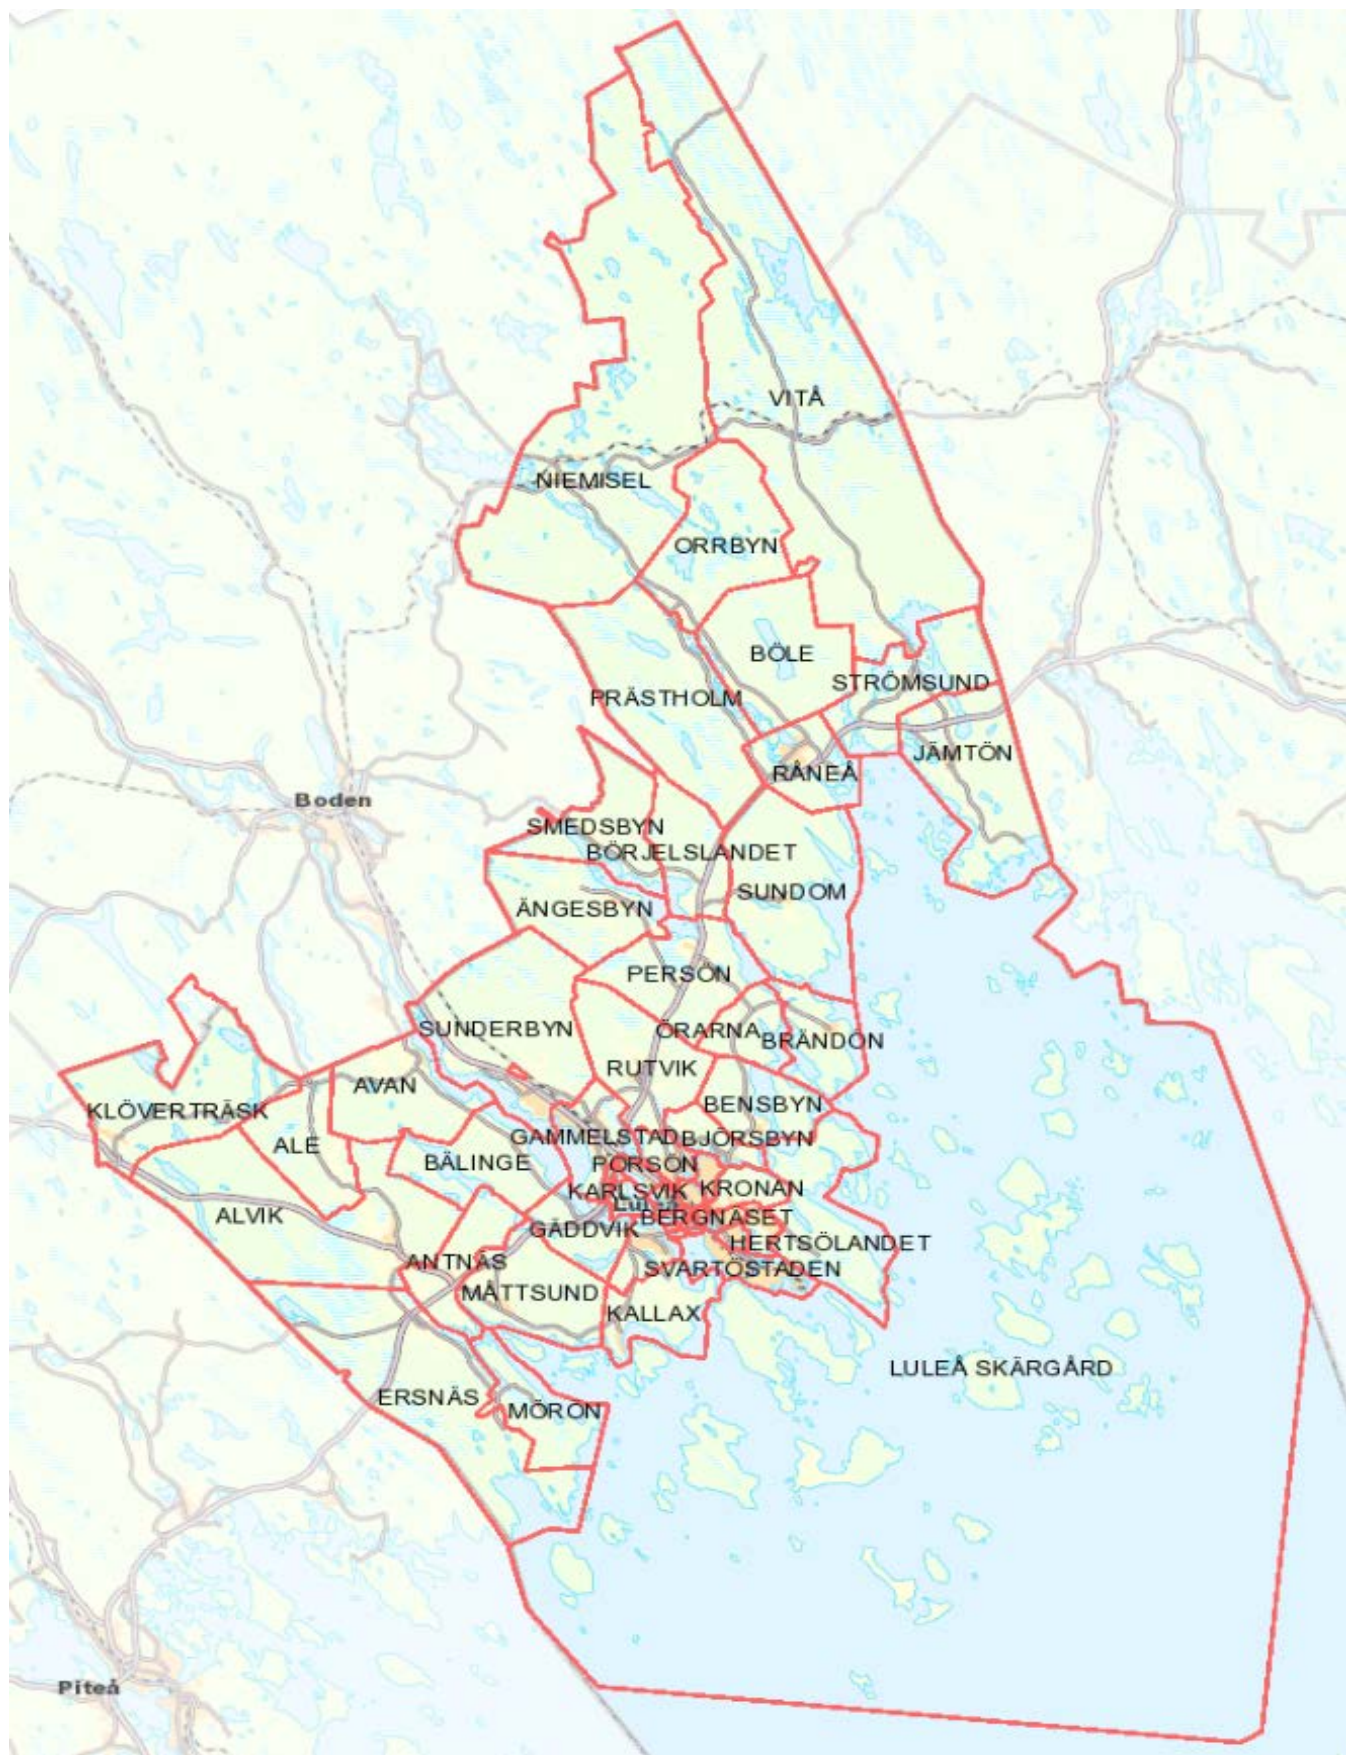 VITÅ
NIEMISEL
ORRBYN
BÖLE
STRÖMSUND
PRÄSTHOLM
JÄMTÖN
RÅNEÅ
Boden
SMEDSBYN
BÖRJELSLANDET
SUNDOM
ÄNGESBYN
PERSÖN
SUNDERBYN
ÖRARNA
BRÄNDÖN
RUTVIK
AVAN
BENSBYN
KLÖVERTRÄSK
GAMMELSTAD
BJÖRSBYN
ALE
BÄLINGE
PORSÖN
KARLSVIK
KRONAN
ALVIK
BERGNÄSET
GÄDDVIK
HERTSÖLANDET
ANTNÄS
SVARTÖSTADEN
MÅTTSUND
KALLAX
LULEÅ SKÄRGÅRD
ERSNÄS
MÖRÖN
Piteå